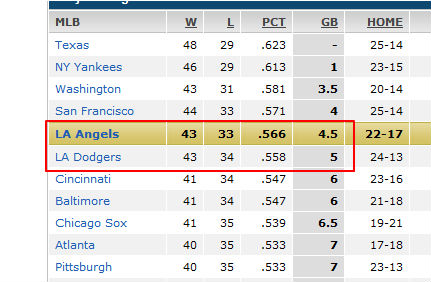 MLB W L PCT GB HOME
Texas 48 29 .623 - 25-14
NY Yankees 46 29 .613 1 23-15
Washington 43 31 .581 3.5 20-14
San Francisco 44 33 .571 4 25-14
LA Angels 43 33 .566 4.5 22-17
LA Dodgers 43 34 .558 5 24-13
Cincinnati 41 34 .547 6 23-16
Baltimore 41 34 .547 6 21-18
Chicago Sox 41 35 .539 6.5 19-21
Atlanta 40 35 .533 7 17-18
Pittsburgh 40 35 .533 7 23-13